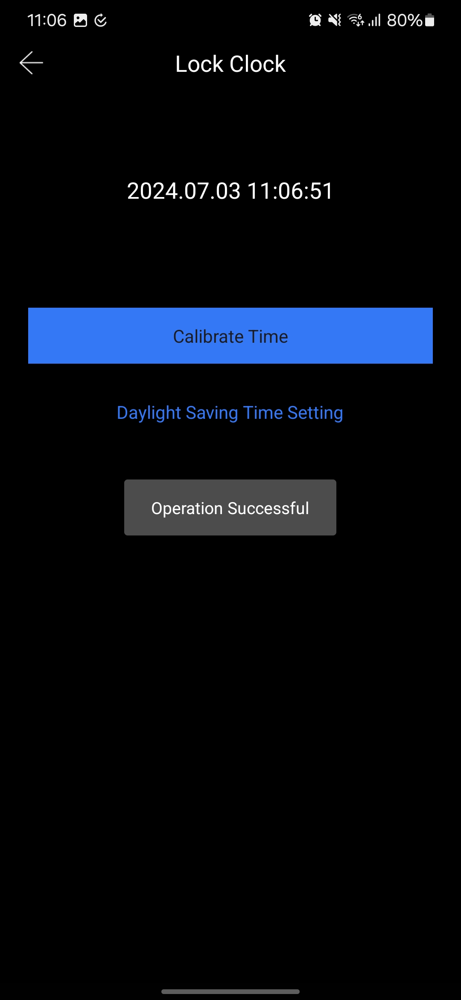 11:06 80%
Lock Clock
2024.07.03 11:06:51
Calibrate Time
Daylight Saving Time Setting
Operation Successful